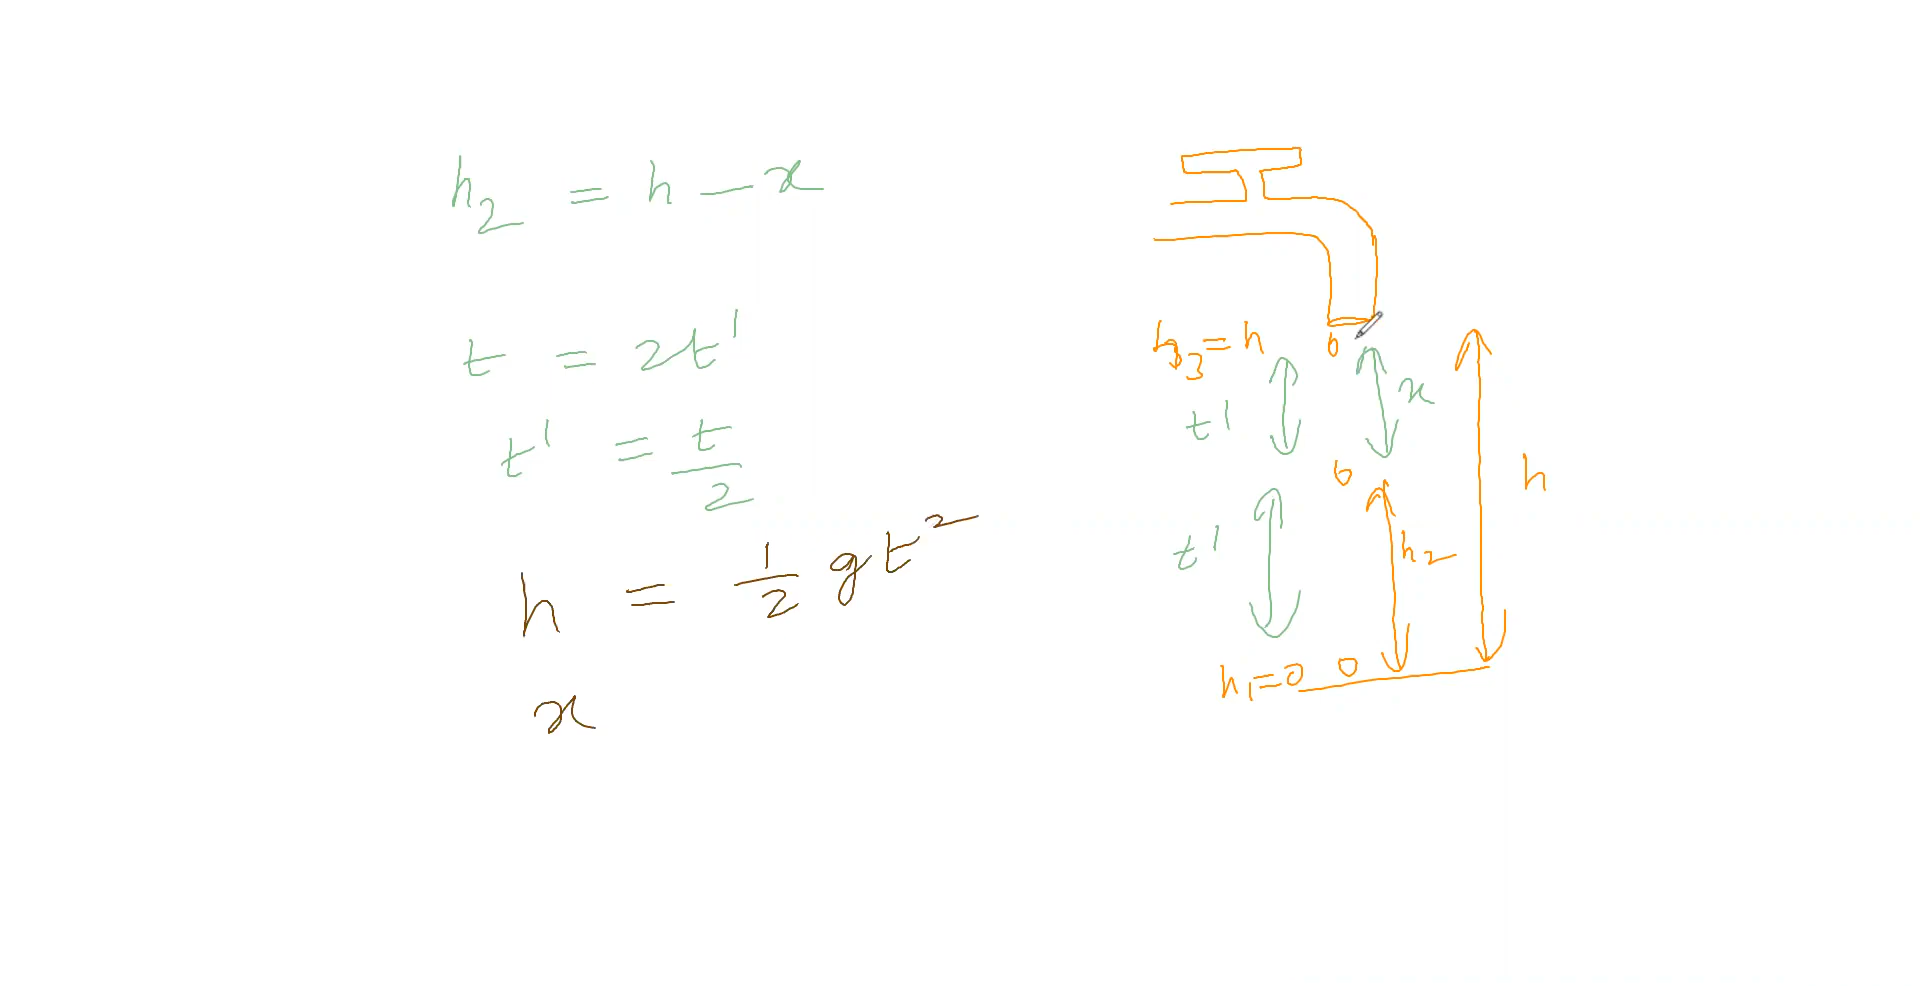 h₂ = h — x
t = 2t'
t' = t/2
h = 1/2 gt²
x
h₃ = h
t'
x
h
t'
h₂
h₁ = 0